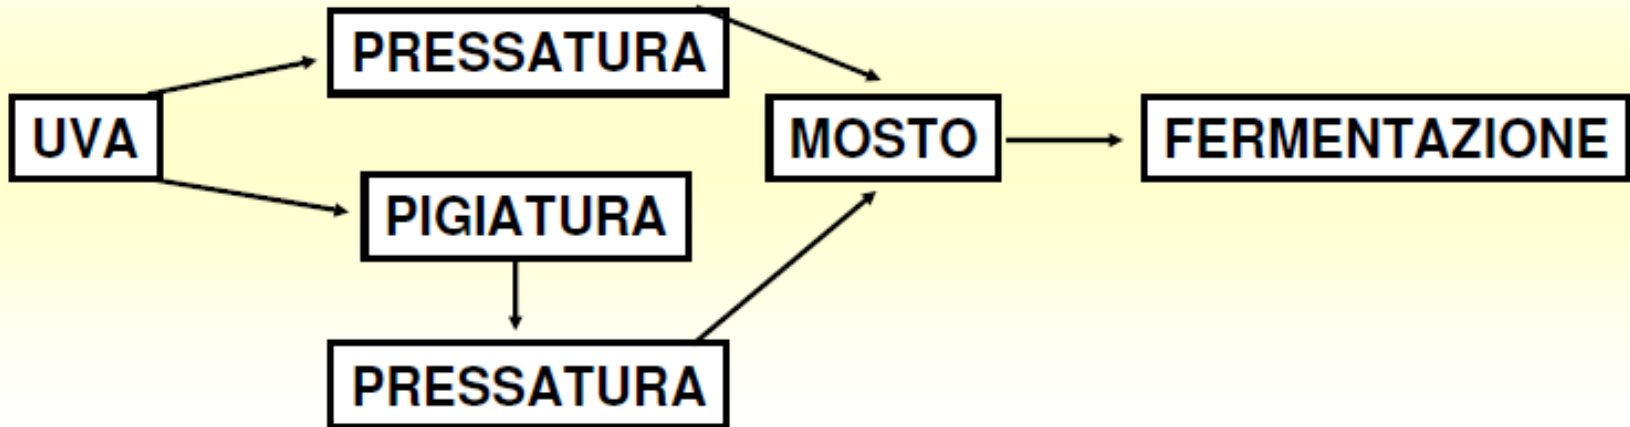 PRESSATURA
UVA
MOSTO
FERMENTAZIONE
PIGIATURA
PRESSATURA